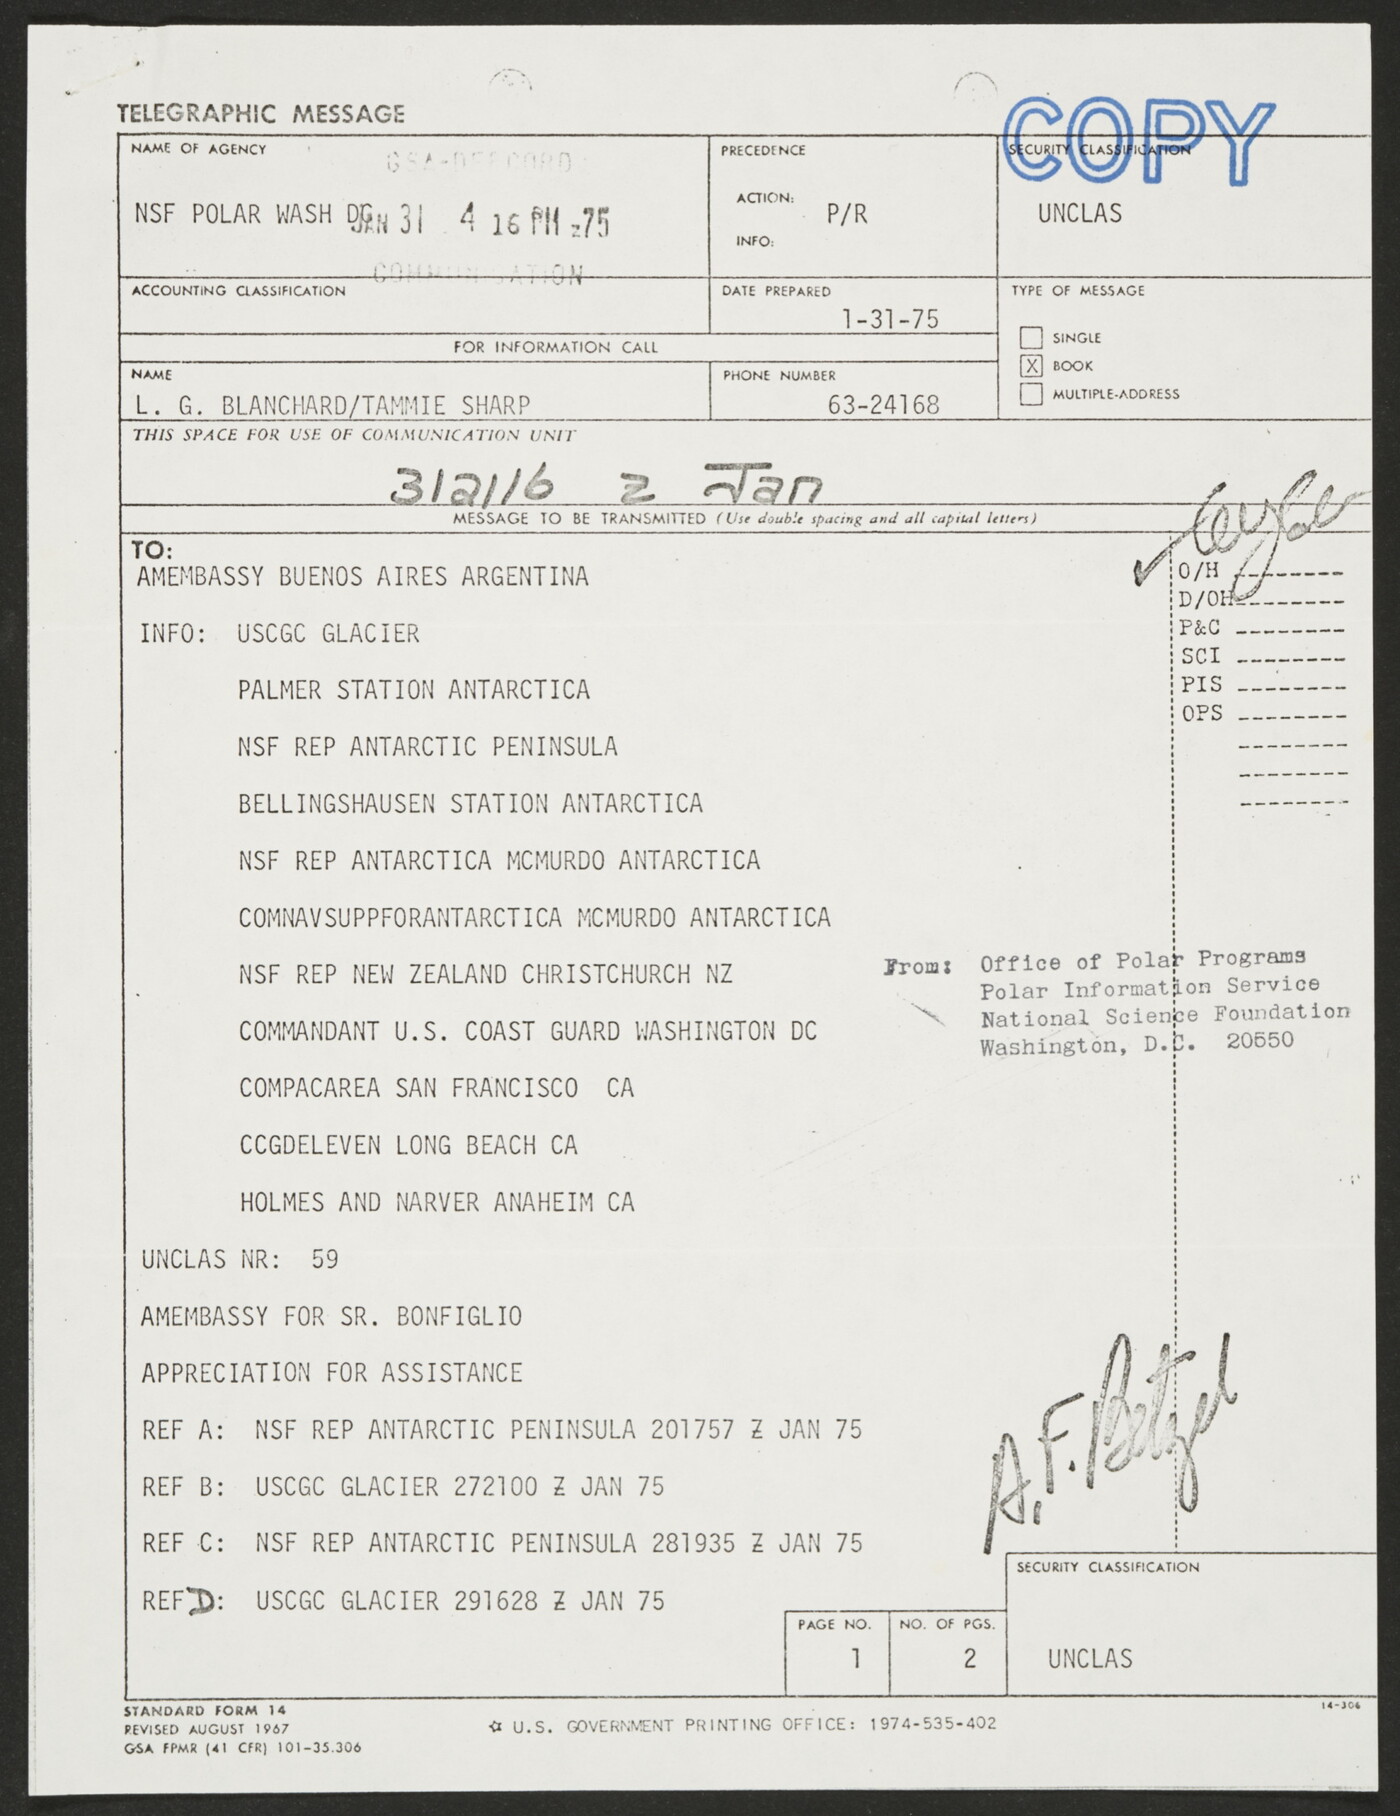 TELEGRAPHIC MESSAGE
COPY
NAME OF AGENCY
NSF POLAR WASH DC
JAN 31 4 16 PM '75
COMMUNICATION
PRECEDENCE
ACTION: P/R
INFO:
SECURITY CLASSIFICATION
UNCLAS
ACCOUNTING CLASSIFICATION
DATE PREPARED
1-31-75
TYPE OF MESSAGE
SINGLE
X BOOK
MULTIPLE-ADDRESS
FOR INFORMATION CALL
NAME
L. G. BLANCHARD/TAMMIE SHARP
PHONE NUMBER
63-24168
THIS SPACE FOR USE OF COMMUNICATION UNIT
312116 Z Jan
MESSAGE TO BE TRANSMITTED (Use double spacing and all capital letters)
TO:
AMEMBASSY BUENOS AIRES ARGENTINA
INFO: USCGC GLACIER
PALMER STATION ANTARCTICA
NSF REP ANTARCTIC PENINSULA
BELLINGSHAUSEN STATION ANTARCTICA
NSF REP ANTARCTICA MCMURDO ANTARCTICA
COMNAVSUPPFORANTARCTICA MCMURDO ANTARCTICA
NSF REP NEW ZEALAND CHRISTCHURCH NZ
COMMANDANT U.S. COAST GUARD WASHINGTON DC
COMPACAREA SAN FRANCISCO CA
CCGDELEVEN LONG BEACH CA
HOLMES AND NARVER ANAHEIM CA
O/H
D/OH
P&C
SCI
PIS
OPS
From: Office of Polar Programs
Polar Information Service
National Science Foundation
Washington, D.C. 20550
UNCLAS NR: 59
AMEMBASSY FOR SR. BONFIGLIO
APPRECIATION FOR ASSISTANCE
REF A: NSF REP ANTARCTIC PENINSULA 201757 Z JAN 75
REF B: USCGC GLACIER 272100 Z JAN 75
REF C: NSF REP ANTARCTIC PENINSULA 281935 Z JAN 75
REF D: USCGC GLACIER 291628 Z JAN 75
A. F. Betzel
PAGE NO.
1
NO. OF PGS.
2
SECURITY CLASSIFICATION
UNCLAS
STANDARD FORM 14
REVISED AUGUST 1967
GSA FPMR (41 CFR) 101-35.306
☆ U.S. GOVERNMENT PRINTING OFFICE: 1974-535-402
14-306